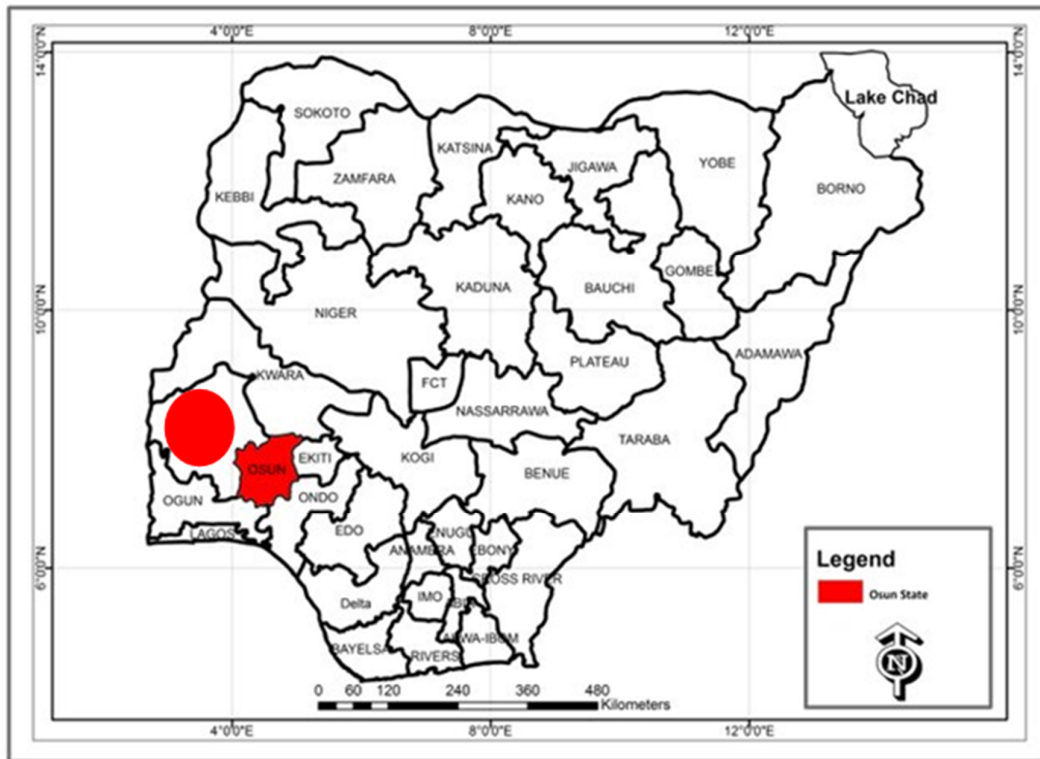 4°0'0"E 8°0'0"E 12°0'0"E
14°0'0"N 14°0'0"N
Lake Chad
SOKOTO
KATSINA
ZAMFARA
JIGAWA
YOBE
KEBBI
KANO
BORNO
GOMBE
KADUNA
BAUCHI
10°0'0"N 10°0'0"N
NIGER
ADAMAWA
PLATEAU
KWARA
FCT
NASSARRAWA
TARABA
OSUN
EKITI
KOGI
BENUE
OGUN
ONDO
LAGOS
EDO
NUGU
ANAMBRA
EBONY
6°0'0"N 6°0'0"N
CROSS RIVER
Delta
IMO
BAYELSA
RIVERS
Legend
Osun State
N
0 60 120 240 360 480
Kilometers
4°0'0"E 8°0'0"E 12°0'0"E